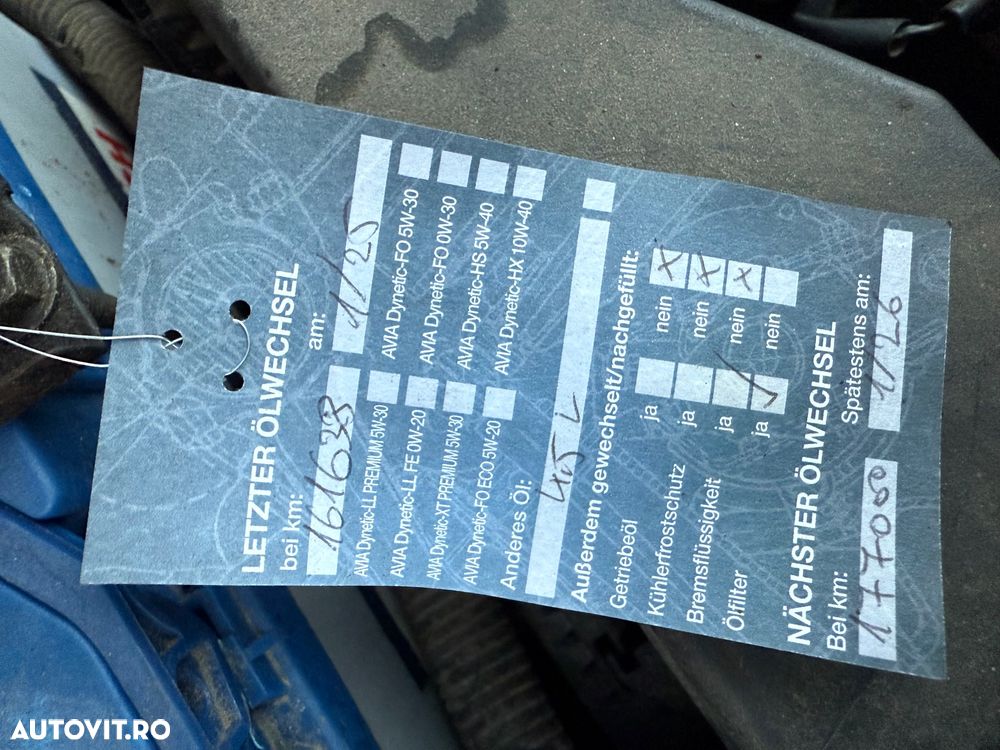 LETZTER ÖLWECHSEL
bei km: am:
161633 1/25
AVIA Dynetic-LL PREMIUM 5W-30 AVIA Dynetic-FO 5W-30
AVIA Dynetic-LL FE 0W-20 AVIA Dynetic-FO 0W-30
AVIA Dynetic-XT PREMIUM 5W-30 AVIA Dynetic-HS 5W-40
AVIA Dynetic-FO ECO 5W-20 AVIA Dynetic-HX 10W-40
Anderes Öl:
4,5 L
Außerdem gewechselt/nachgefüllt:
Getriebeöl ja nein x
Kühlerfrostschutz ja nein x
Bremsflüssigkeit ja nein x
Ölfilter ja ✓ nein
NÄCHSTER ÖLWECHSEL
Bei km: Spätestens am:
177000 1/26
AUTOVIT.RO